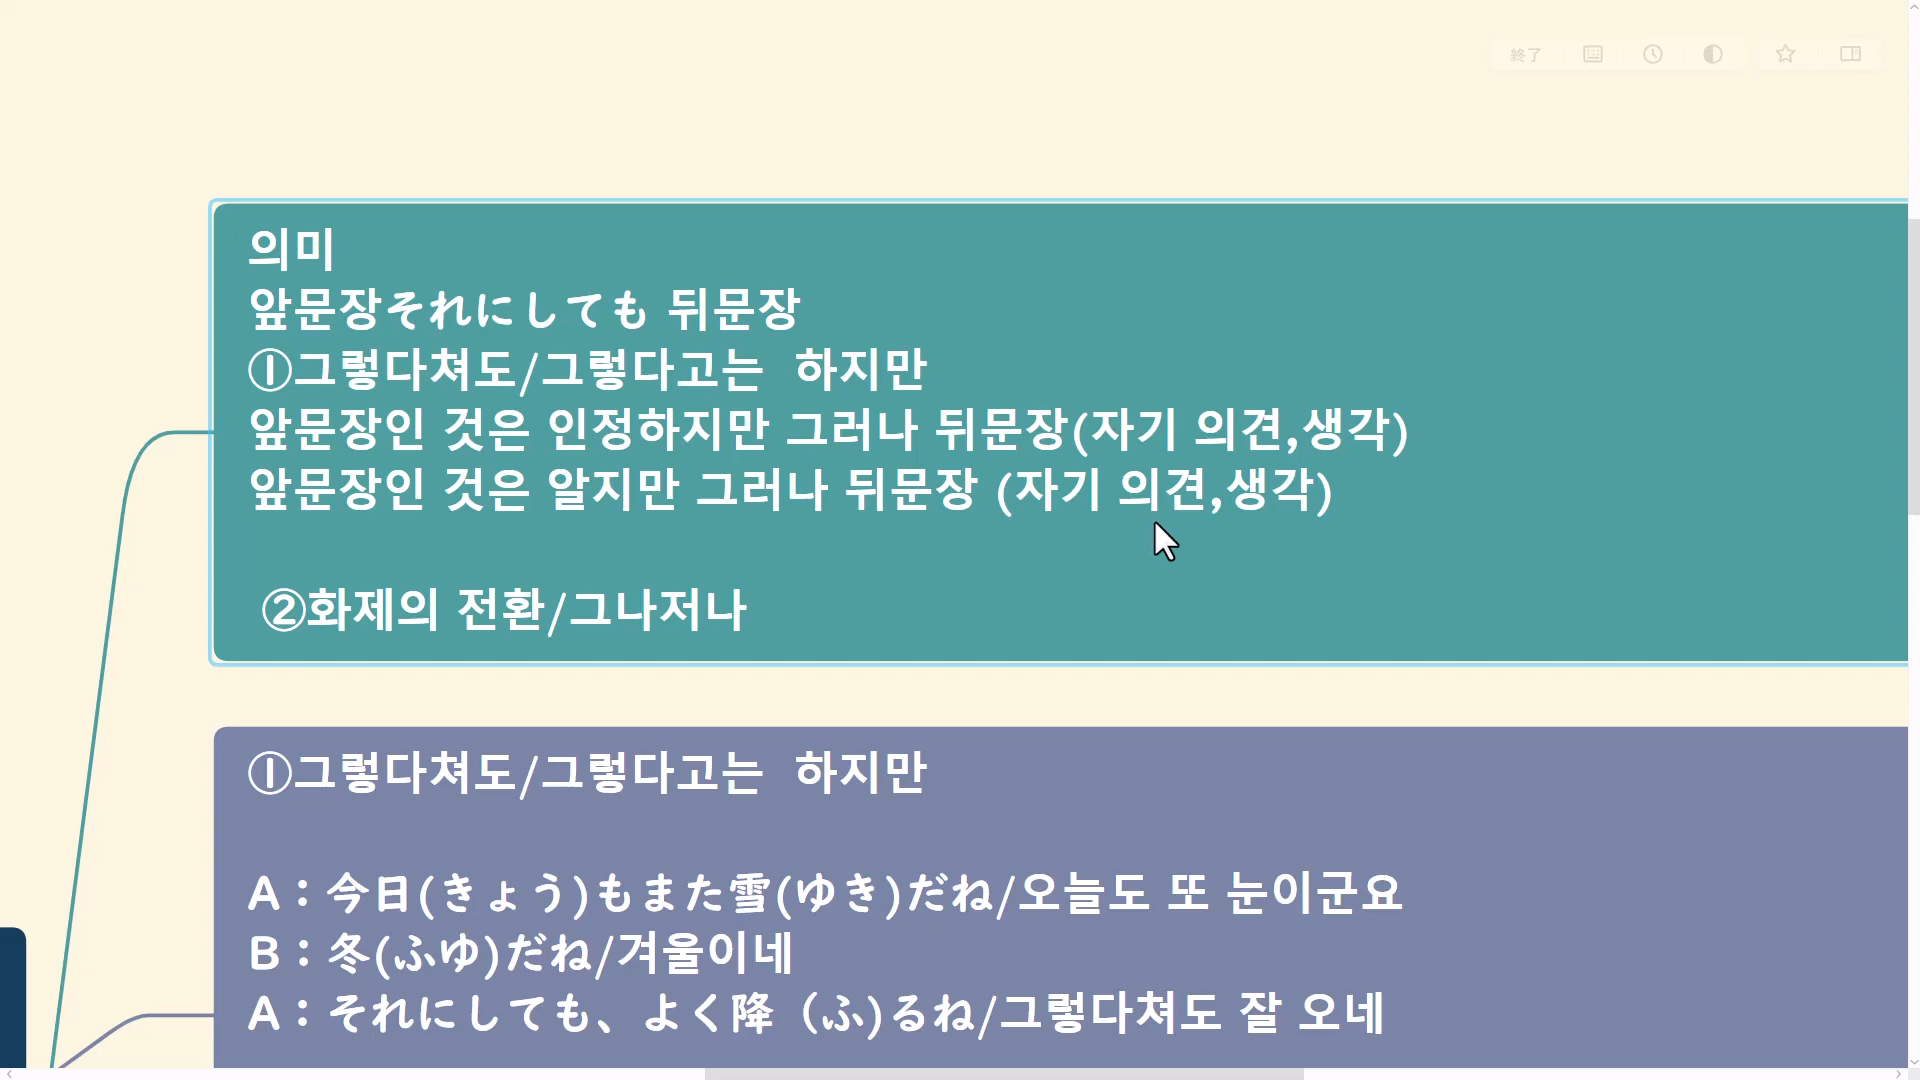 終了
의미
앞문장それにしても 뒤문장
①그렇다쳐도/그렇다고는  하지만
앞문장인 것은 인정하지만 그러나 뒤문장(자기 의견,생각)
앞문장인 것은 알지만 그러나 뒤문장 (자기 의견,생각)
②화제의 전환/그나저나
①그렇다쳐도/그렇다고는  하지만
A：今日(きょう)もまた雪(ゆき)だね/오늘도 또 눈이군요
B：冬(ふゆ)だね/겨울이네
A：それにしても、よく降（ふ)るね/그렇다쳐도 잘 오네